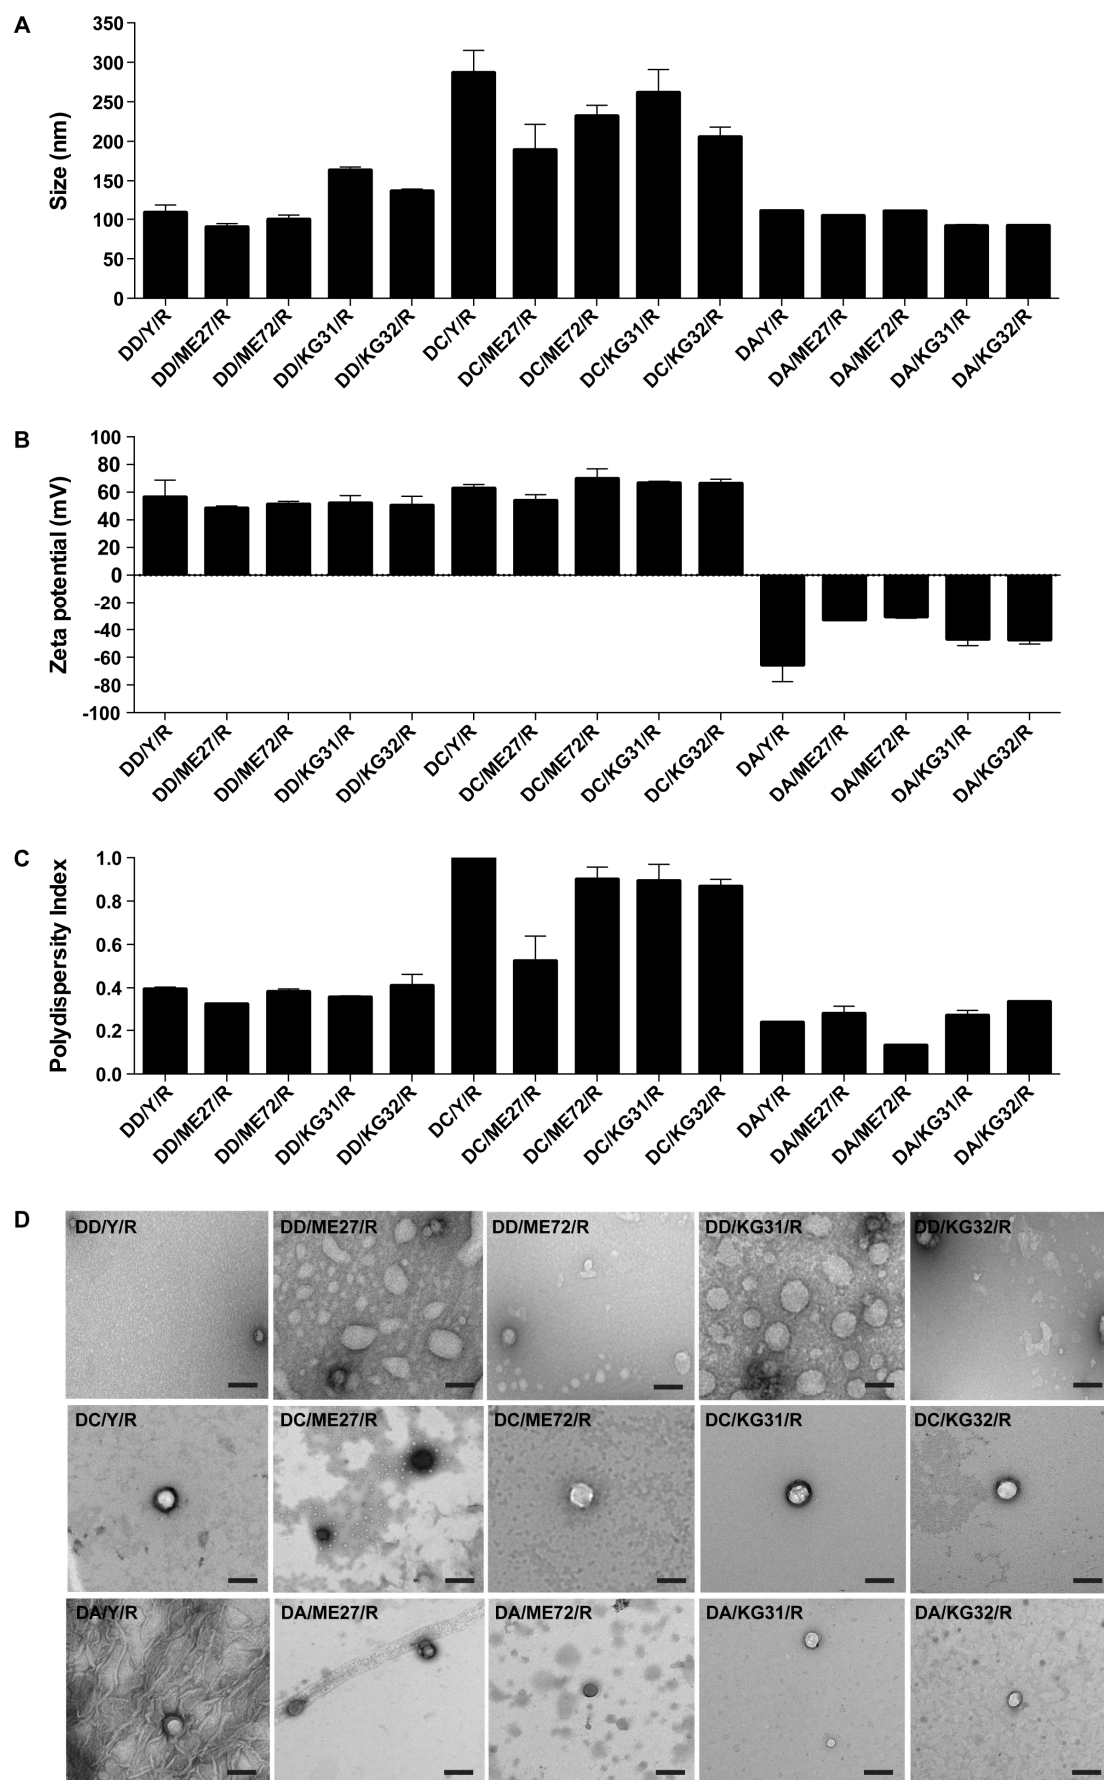 A
Size (nm)
350
300
250
200
150
100
50
0
DD/Y/R
DD/ME27/R
DD/ME72/R
DD/KG31/R
DD/KG32/R
DC/Y/R
DC/ME27/R
DC/ME72/R
DC/KG31/R
DC/KG32/R
DA/Y/R
DA/ME27/R
DA/ME72/R
DA/KG31/R
DA/KG32/R
B
Zeta potential (mV)
100
80
60
40
20
0
-20
-40
-60
-80
-100
DD/Y/R
DD/ME27/R
DD/ME72/R
DD/KG31/R
DD/KG32/R
DC/Y/R
DC/ME27/R
DC/ME72/R
DC/KG31/R
DC/KG32/R
DA/Y/R
DA/ME27/R
DA/ME72/R
DA/KG31/R
DA/KG32/R
C
Polydispersity Index
1.0
0.8
0.6
0.4
0.2
0.0
DD/Y/R
DD/ME27/R
DD/ME72/R
DD/KG31/R
DD/KG32/R
DC/Y/R
DC/ME27/R
DC/ME72/R
DC/KG31/R
DC/KG32/R
DA/Y/R
DA/ME27/R
DA/ME72/R
DA/KG31/R
DA/KG32/R
D
DD/Y/R
DD/ME27/R
DD/ME72/R
DD/KG31/R
DD/KG32/R
DC/Y/R
DC/ME27/R
DC/ME72/R
DC/KG31/R
DC/KG32/R
DA/Y/R
DA/ME27/R
DA/ME72/R
DA/KG31/R
DA/KG32/R